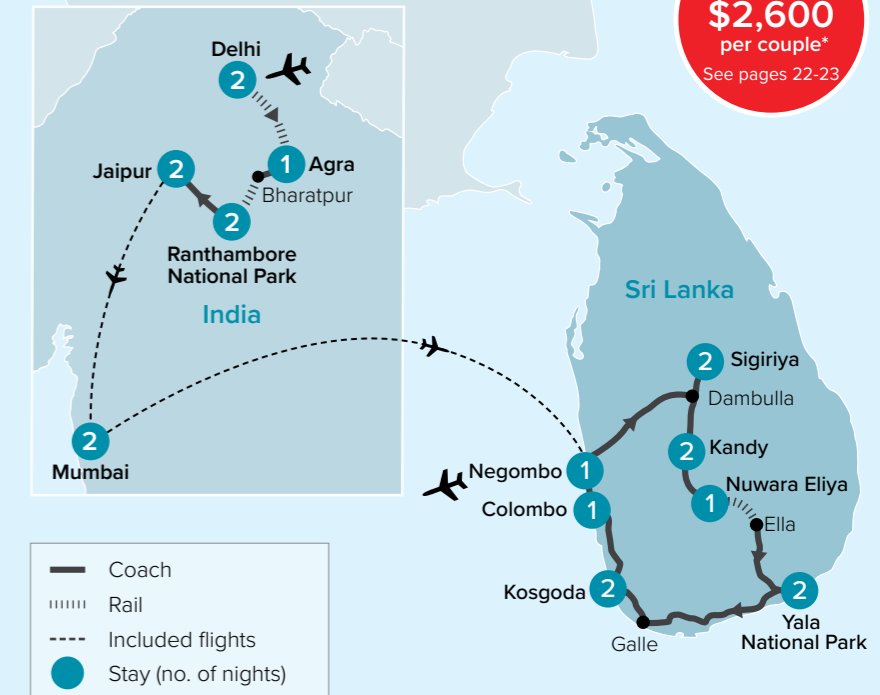 $2,600
per couple*
See pages 22-23
Delhi
2
1
Agra
Jaipur
2
Bharatpur
2
Ranthambore
National Park
India
2
Mumbai
Sri Lanka
2
Sigiriya
Dambulla
2
Kandy
Negombo
1
Nuwara Eliya
1
Colombo
1
Ella
Kosgoda
2
2
Yala
National Park
Galle
Coach
Rail
Included flights
Stay (no. of nights)